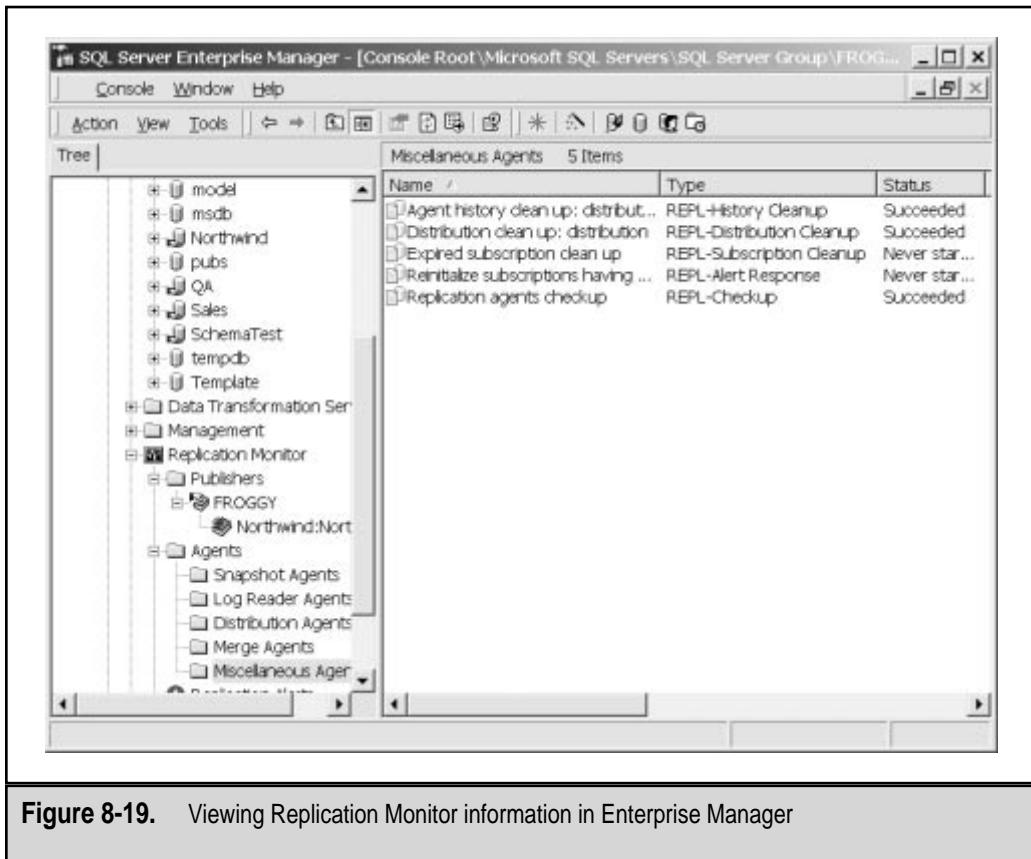 SQL Server Enterprise Manager - [Console Root\Microsoft SQL Servers\SQL Server Group\FROG...
Console Window Help
Action View Tools
Tree
Miscellaneous Agents 5 Items
Name Type Status
model
msdb
Northwind
pubs
QA
Sales
SchemaTest
tempdb
Template
Data Transformation Ser
Management
Replication Monitor
Publishers
FROGGY
Northwind:Nort
Agents
Snapshot Agents
Log Reader Agents
Distribution Agents
Merge Agents
Miscellaneous Agen
Agent history clean up: distribut... REPL-History Cleanup Succeeded
Distribution clean up: distribution REPL-Distribution Cleanup Succeeded
Expired subscription clean up REPL-Subscription Cleanup Never star...
Reinitialize subscriptions having ... REPL-Alert Response Never star...
Replication agents checkup REPL-Checkup Succeeded
Figure 8-19. Viewing Replication Monitor information in Enterprise Manager